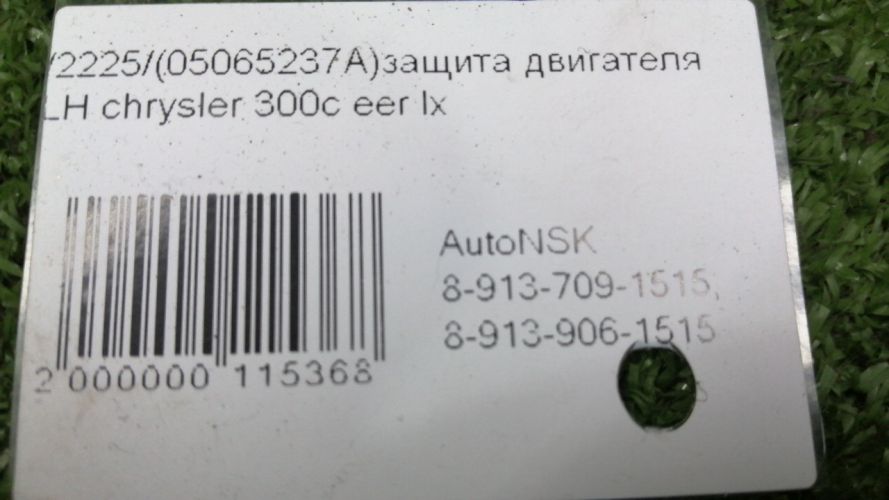 /2225/(05065237A)защита двигателя
LH chrysler 300c eer lx
AutoNSK
8-913-709-1515,
8-913-906-1515
2 000000 115368